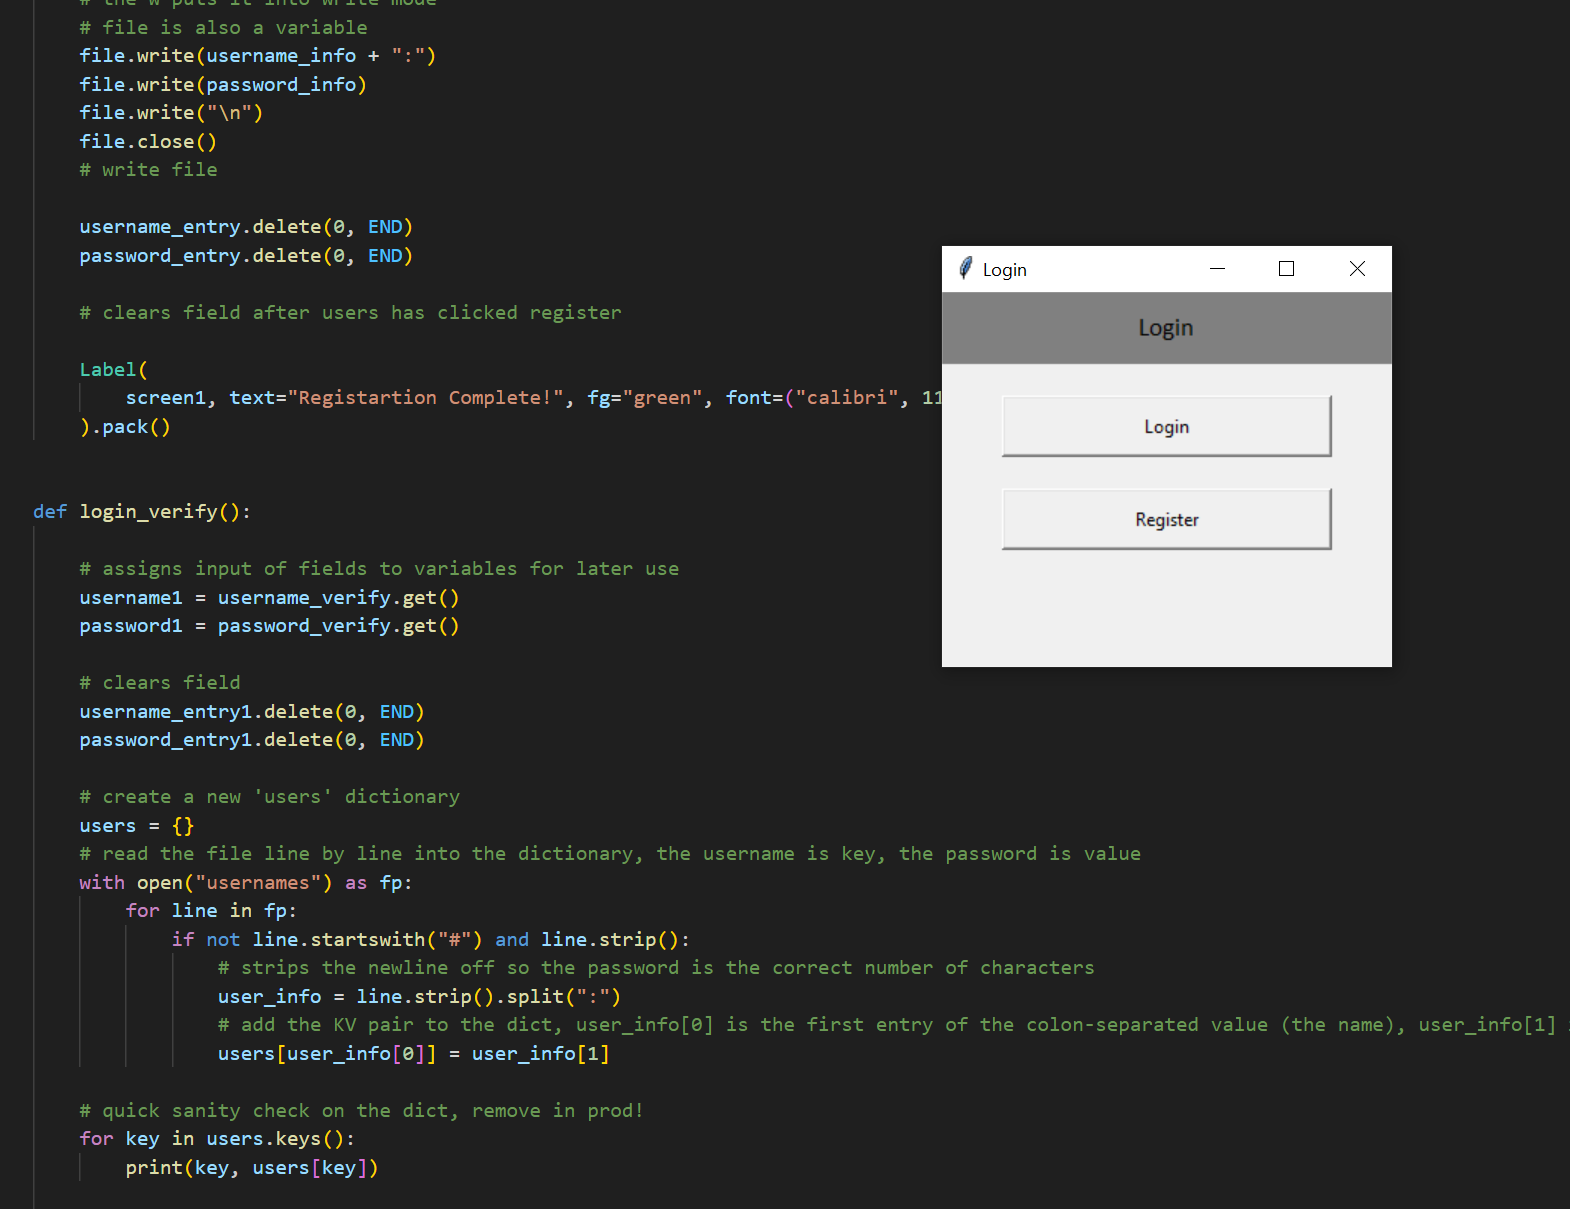 # the w puts it into write mode
# file is also a variable
file.write(username_info + ":")
file.write(password_info)
file.write("\n")
file.close()
# write file
username_entry.delete(0, END)
password_entry.delete(0, END)
# clears field after users has clicked register
Label(
screen1, text="Registartion Complete!", fg="green", font=("calibri", 11
).pack()
def login_verify():
# assigns input of fields to variables for later use
username1 = username_verify.get()
password1 = password_verify.get()
# clears field
username_entry1.delete(0, END)
password_entry1.delete(0, END)
# create a new 'users' dictionary
users = {}
# read the file line by line into the dictionary, the username is key, the password is value
with open("usernames") as fp:
for line in fp:
if not line.startswith("#") and line.strip():
# strips the newline off so the password is the correct number of characters
user_info = line.strip().split(":")
# add the KV pair to the dict, user_info[0] is the first entry of the colon-separated value (the name), user_info[1]
users[user_info[0]] = user_info[1]
# quick sanity check on the dict, remove in prod!
for key in users.keys():
print(key, users[key])
Login
Login
Login
Register